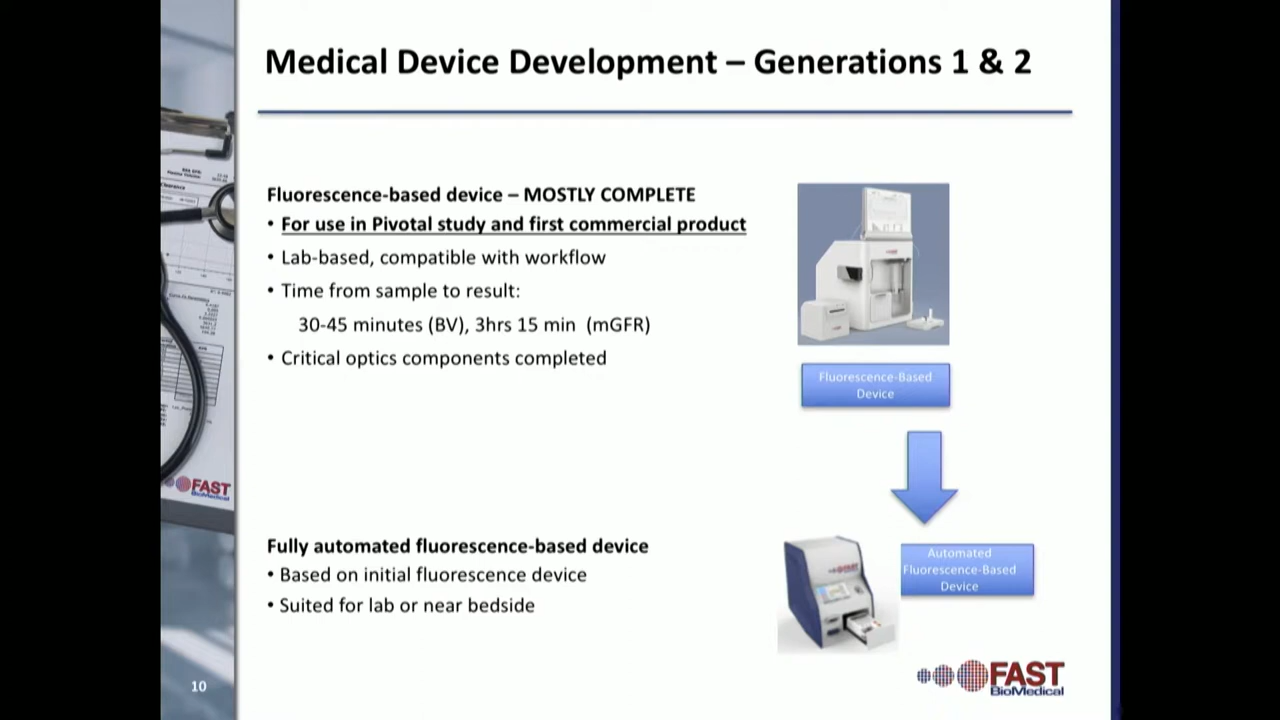 Medical Device Development – Generations 1 & 2
Fluorescence-based device – MOSTLY COMPLETE
• For use in Pivotal study and first commercial product
• Lab-based, compatible with workflow
• Time from sample to result:
30-45 minutes (BV), 3hrs 15 min (mGFR)
• Critical optics components completed
Fluorescence-Based
Device
Fully automated fluorescence-based device
• Based on initial fluorescence device
• Suited for lab or near bedside
Automated
Fluorescence-Based
Device
FAST
BioMedical
FAST
BioMedical
10